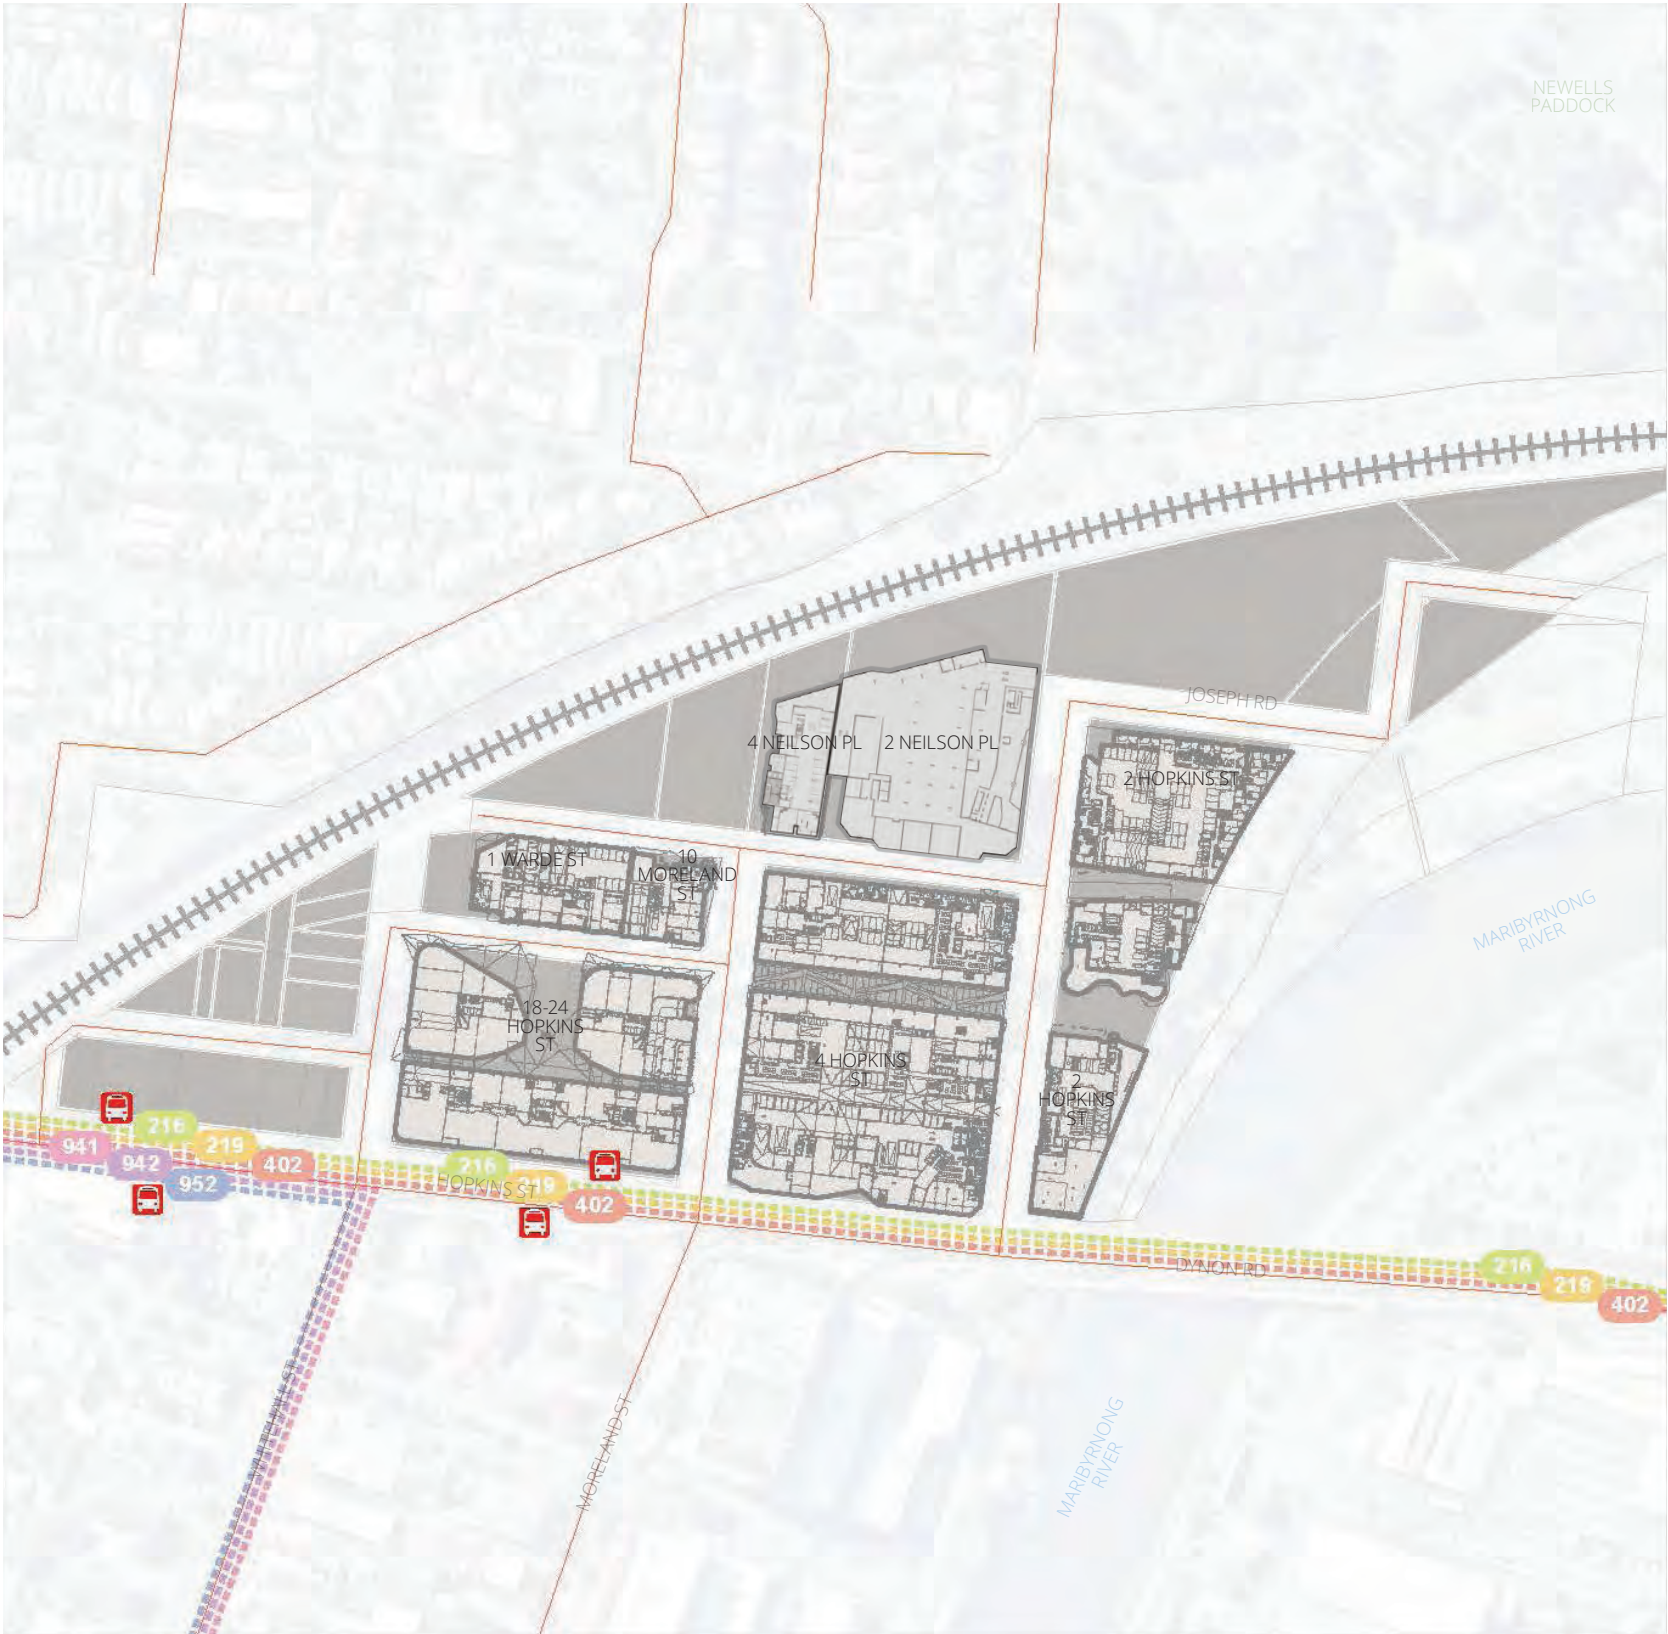 NEWELLS
PADDOCK
JOSEPH RD
4 NEILSON PL
2 NEILSON PL
2 HOPKINS ST
1 WARDE ST
10
MORELAND
ST
MARIBYRNONG
RIVER
18-24
HOPKINS
ST
4 HOPKINS
ST
2
HOPKINS
ST
216
941
219
942
402
952
216
219
HOPKINS ST
402
DYNON RD
216
219
402
MORELAND ST
MARIBYRNONG
RIVER